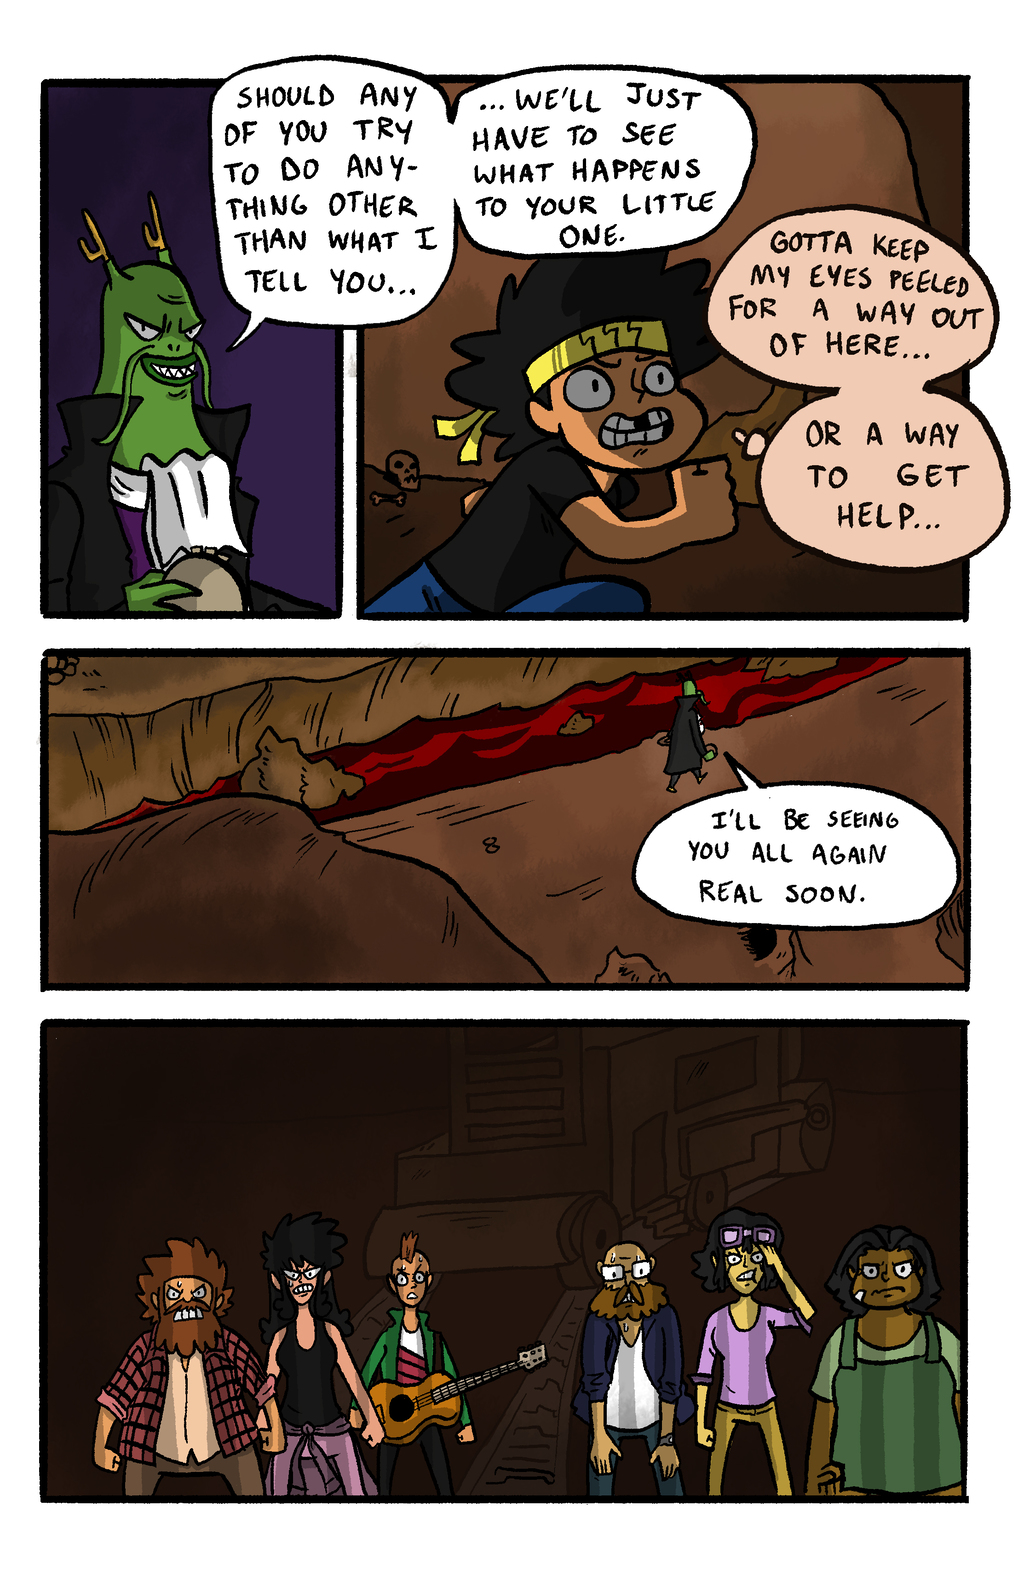 SHOULD ANY
OF YOU TRY
TO DO ANY-
THING OTHER
THAN WHAT I
TELL YOU...
...WE'LL JUST
HAVE TO SEE
WHAT HAPPENS
TO YOUR LITTLE
ONE.
GOTTA KEEP
MY EYES PEELED
FOR A WAY OUT
OF HERE...
OR A WAY
TO GET
HELP...
I'LL BE SEEING
YOU ALL AGAIN
REAL SOON.